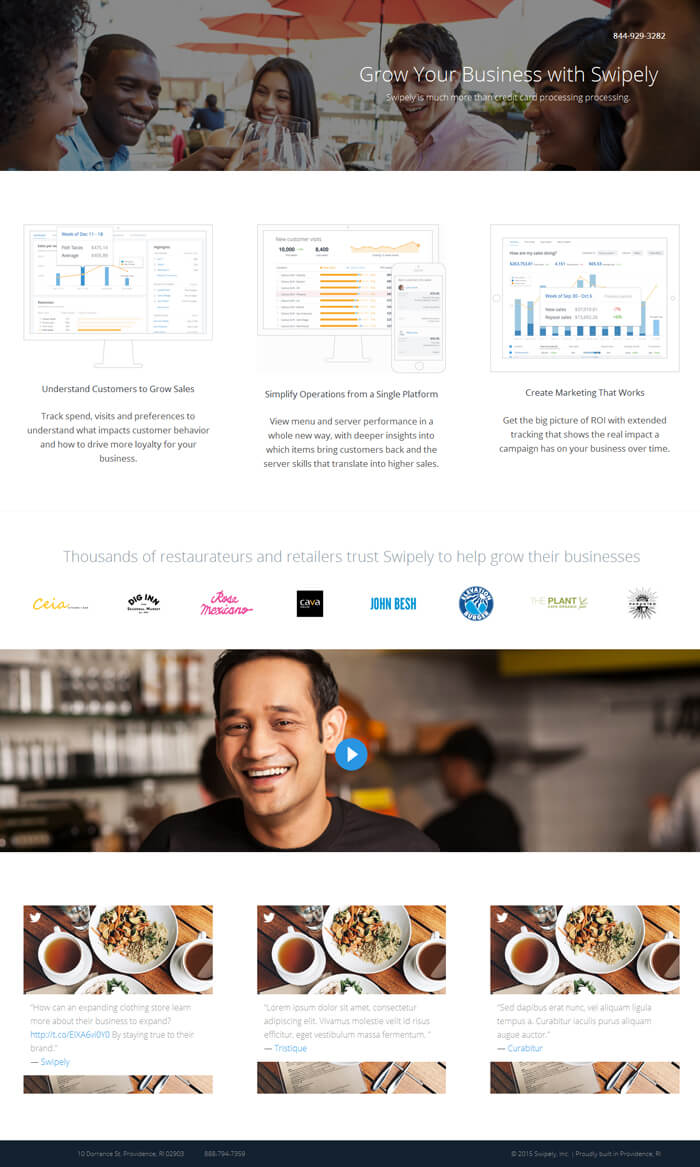 844-929-3282
Grow Your Business with Swipely
Swipely is much more than credit card processing processing.
Week of Dec 11 - 18
Fish Tacos $475.14
Average $405.89
Highlights
New customer visits
10,000
8,400
How are my sales doing?
$263,753.81
4,151
$65.53
Week of Sep 30 - Oct 6
New sales
Repeat sales
Understand Customers to Grow Sales
Simplify Operations from a Single Platform
Create Marketing That Works
Track spend, visits and preferences to
understand what impacts customer behavior
and how to drive more loyalty for your
business.
View menu and server performance in a
whole new way, with deeper insights into
which items bring customers back and the
server skills that translate into higher sales.
Get the big picture of ROI with extended
tracking that shows the real impact a
campaign has on your business over time.
Thousands of restaurateurs and retailers trust Swipely to help grow their businesses
Ceia
DIG INN
Rosa
Mexicano
cava
JOHN BESH
ELEVATION
BURGER
THE PLANT
CAFE ORGANIC
"How can an expanding clothing store learn
more about their business to expand?
http://t.co/EIXA6vI0Y0 By staying true to their
brand."
— Swipely
"Lorem ipsum dolor sit amet, consectetur
adipiscing elit. Vivamus molestie velit id risus
efficitur, eget vestibulum massa fermentum. "
— Tristique
"Sed dapibus erat nunc, vel aliquam ligula
tempus a. Curabitur iaculis purus aliquam
augue auctor."
— Curabitur
10 Dorrance St. Providence, RI 02903 888-794-7359
© 2015 Swipely, Inc. | Proudly built in Providence, RI